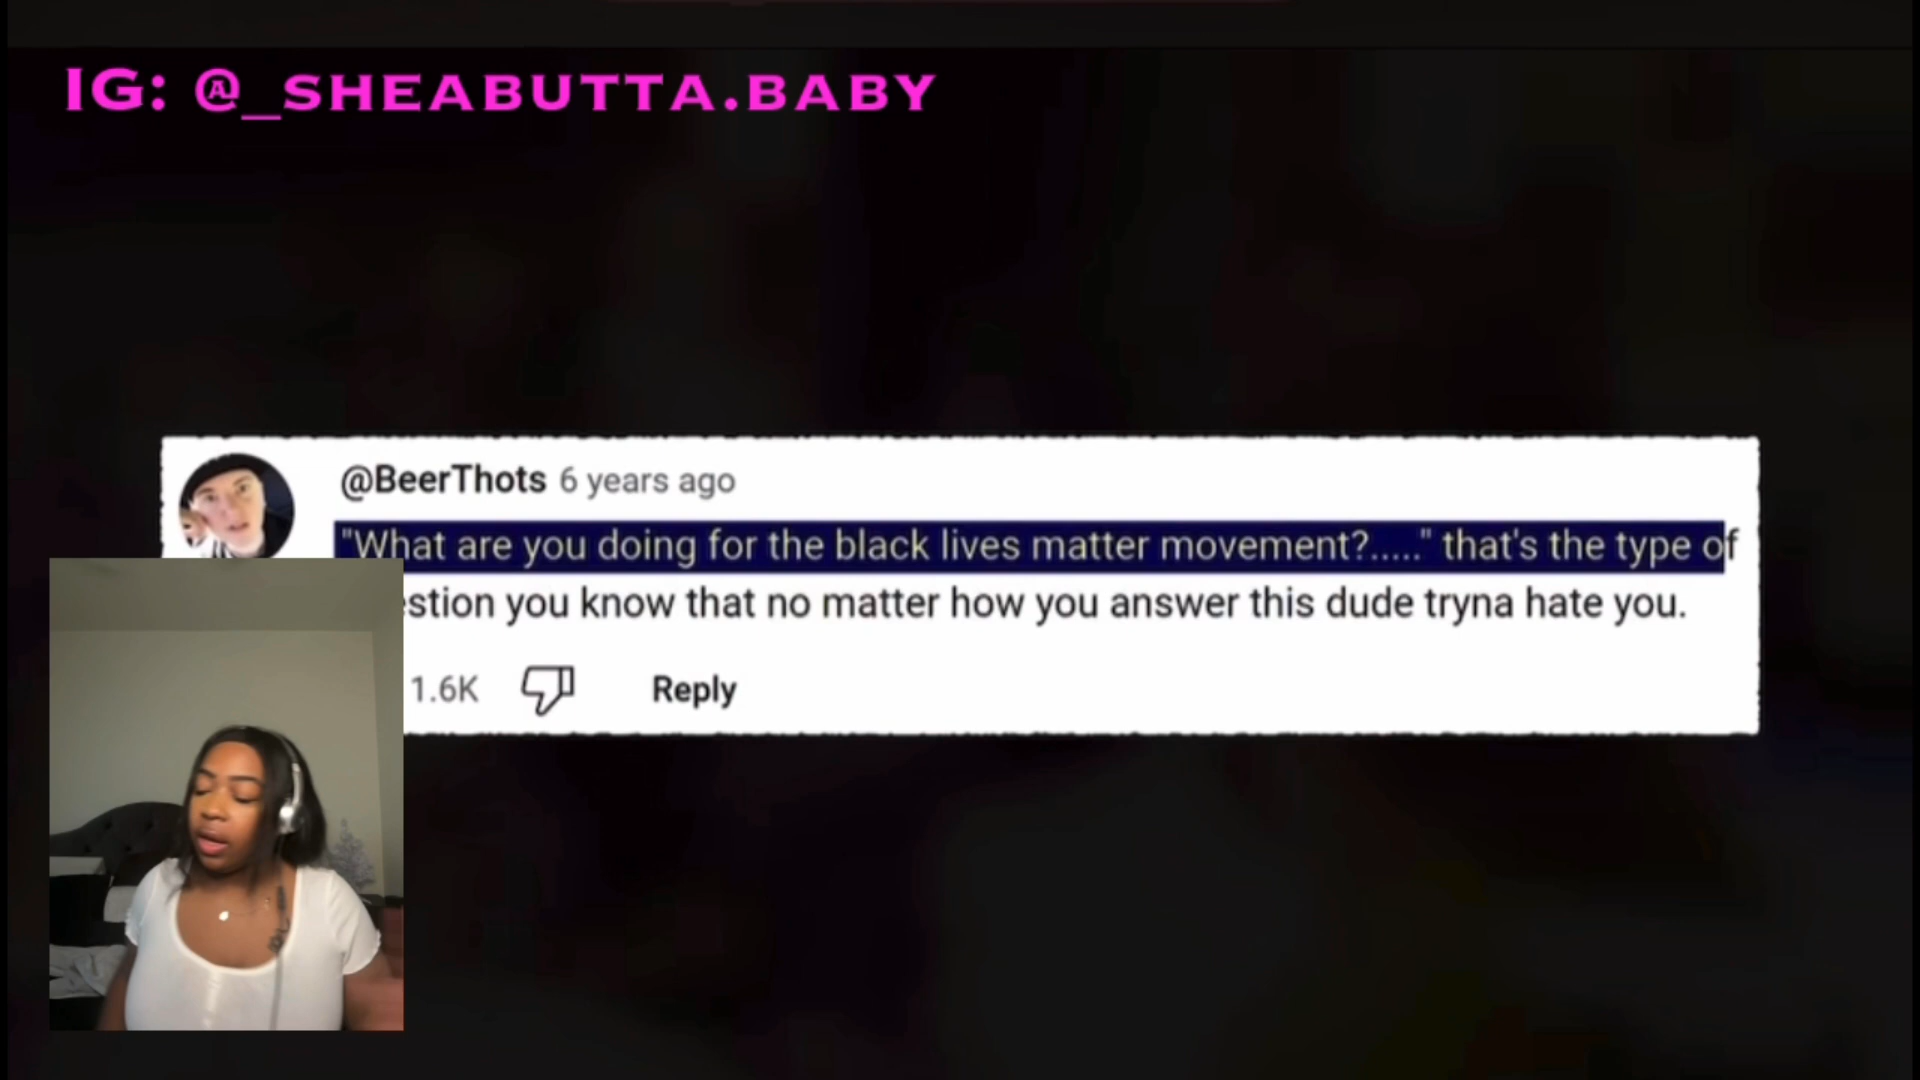 IG: @_SHEABUTTA.BABY
@BeerThots 6 years ago
"What are you doing for the black lives matter movement?....." that's the type of
stion you know that no matter how you answer this dude tryna hate you.
1.6K Reply